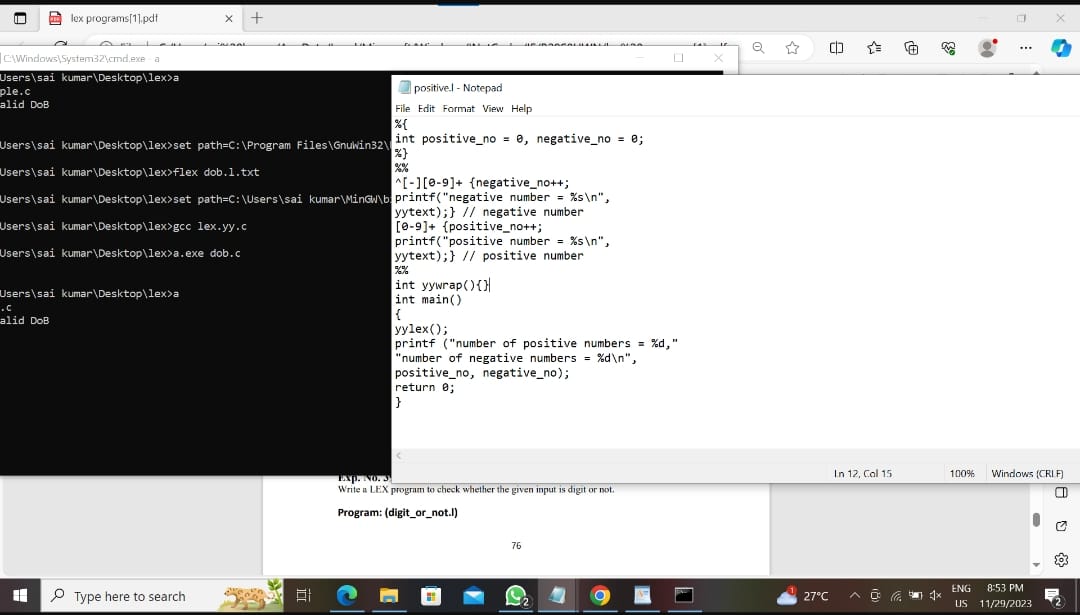 lex programs[1].pdf
C:\Windows\System32\cmd.exe - a
Users\sai kumar\Desktop\lex>a
ple.c
alid DoB
Users\sai kumar\Desktop\lex>set path=C:\Program Files\GnuWin32\
Users\sai kumar\Desktop\lex>flex dob.l.txt
Users\sai kumar\Desktop\lex>set path=C:\Users\sai kumar\MinGW\b
Users\sai kumar\Desktop\lex>gcc lex.yy.c
Users\sai kumar\Desktop\lex>a.exe dob.c
Users\sai kumar\Desktop\lex>a
.c
alid DoB
positive.l - Notepad
File Edit Format View Help
%{
int positive_no = 0, negative_no = 0;
%}
%%
^[-][0-9]+ {negative_no++;
printf("negative number = %s\n",
yytext);} // negative number
[0-9]+ {positive_no++;
printf("positive number = %s\n",
yytext);} // positive number
%%
int yywrap(){}
int main()
{
yylex();
printf ("number of positive numbers = %d,"
"number of negative numbers = %d\n",
positive_no, negative_no);
return 0;
}
Ln 12, Col 15 100% Windows (CRLF)
Exp. No. 3
Write a LEX program to check whether the given input is digit or not.
Program: (digit_or_not.l)
76
Type here to search
2
1
27°C
ENG
US
8:53 PM
11/29/2023
2